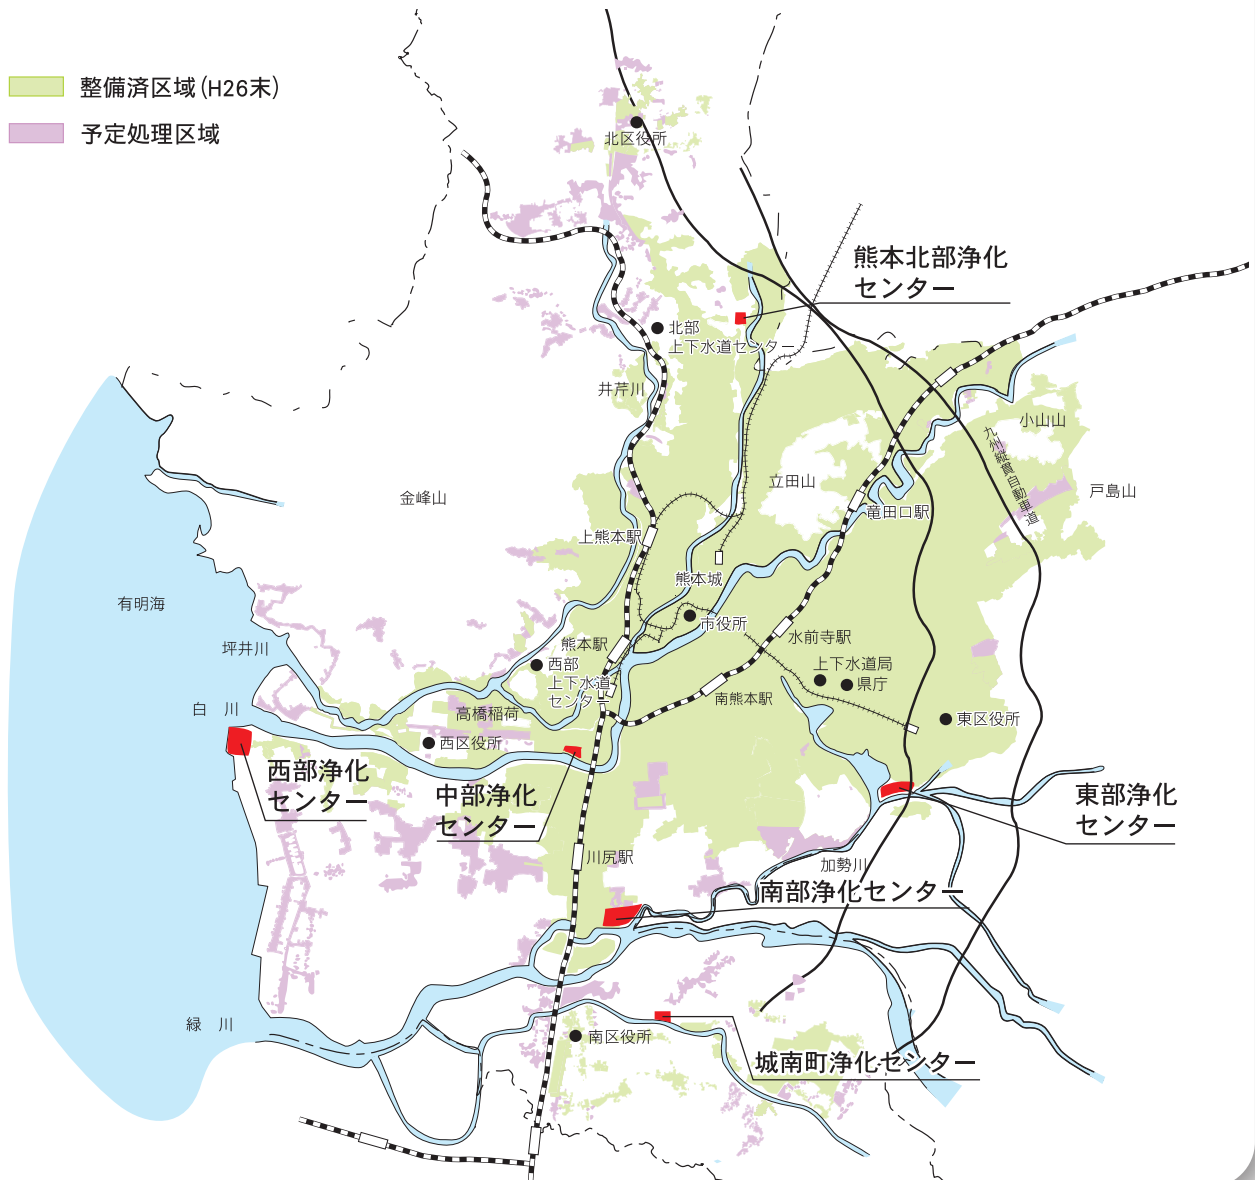 整備済区域(H26末)
予定処理区域
北区役所
熊本北部浄化
センター
北部
上下水道センター
井芹川
小山山
九州縦貫自動車道
戸島山
立田山
金峰山
竜田口駅
上熊本駅
熊本城
有明海
市役所
水前寺駅
坪井川
熊本駅
西部
上下水道
センター
上下水道局
県庁
南熊本駅
白 川
高橋稲荷
東区役所
西区役所
西部浄化
センター
中部浄化
センター
東部浄化
センター
川尻駅
加勢川
南部浄化センター
緑 川
南区役所
城南町浄化センター